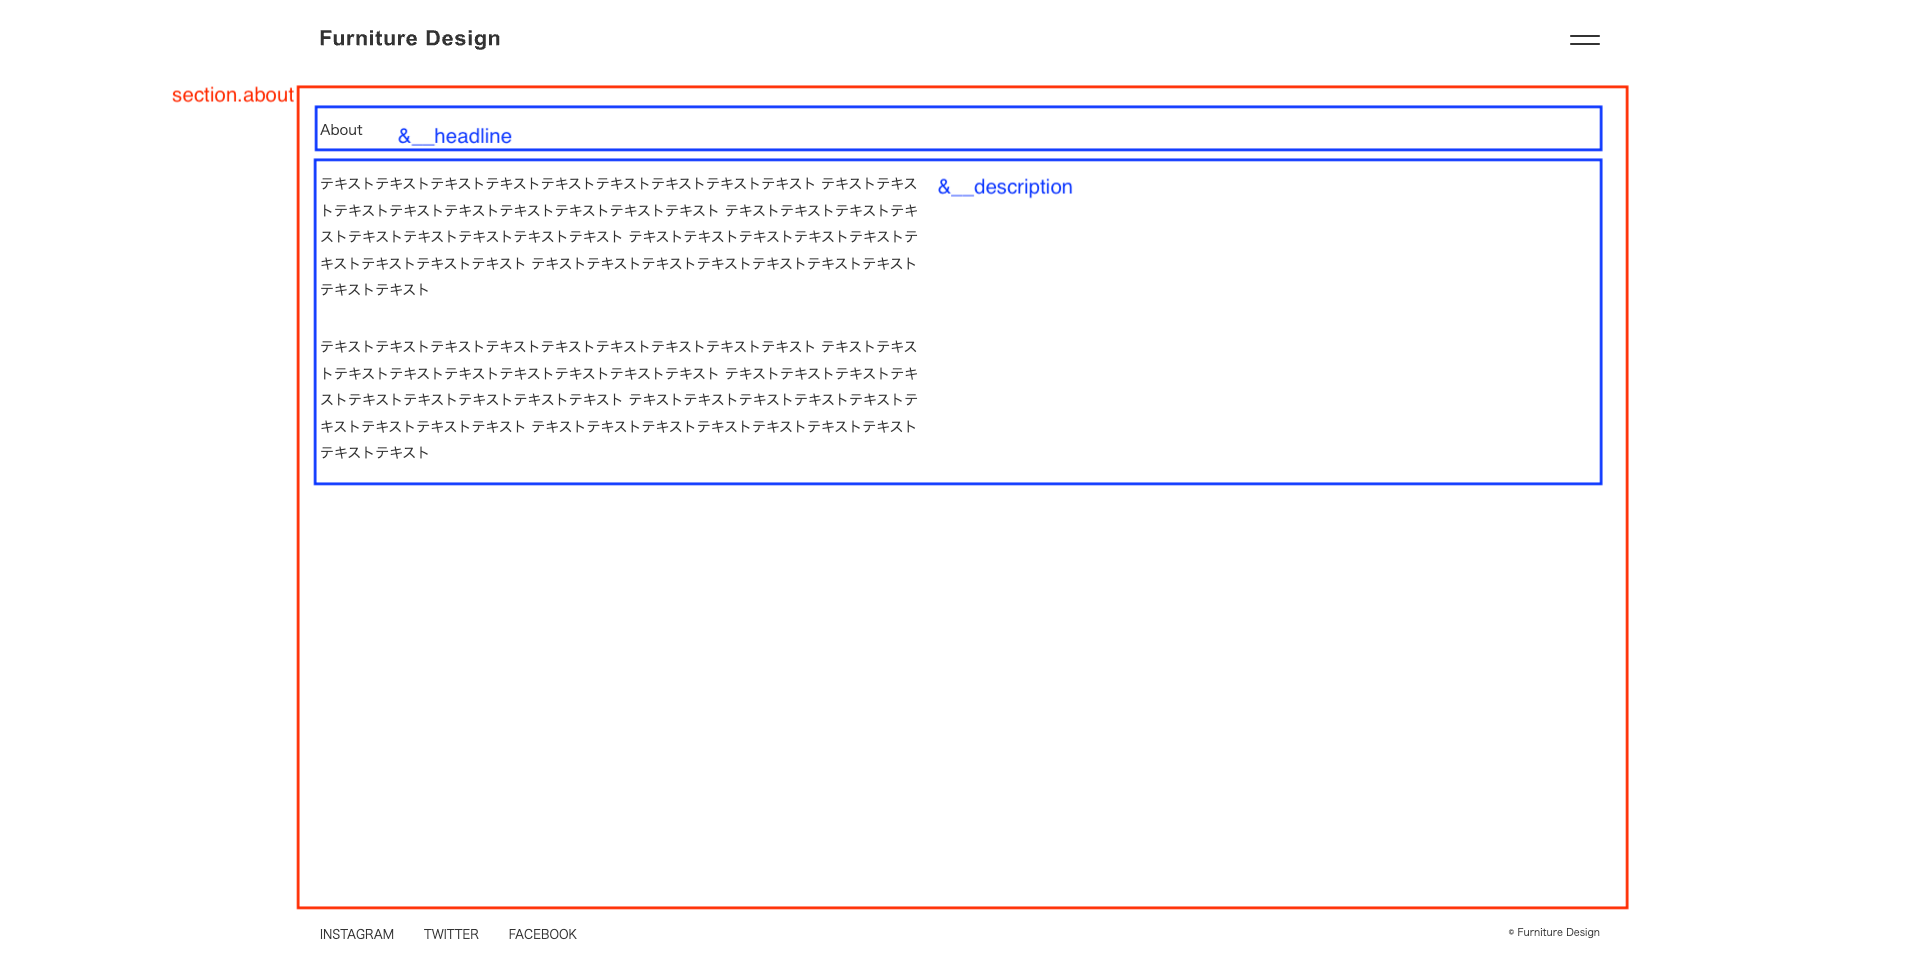 Furniture Design
section.about
About
&__headline
テキストテキストテキストテキストテキストテキストテキストテキストテキスト テキストテキス
&__description
トテキストテキストテキストテキストテキストテキストテキスト テキストテキストテキストテキ
ストテキストテキストテキストテキストテキスト テキストテキストテキストテキストテキストテ
キストテキストテキストテキスト テキストテキストテキストテキストテキストテキストテキスト
テキストテキスト
テキストテキストテキストテキストテキストテキストテキストテキストテキスト テキストテキス
トテキストテキストテキストテキストテキストテキストテキスト テキストテキストテキストテキ
ストテキストテキストテキストテキストテキスト テキストテキストテキストテキストテキストテ
キストテキストテキストテキスト テキストテキストテキストテキストテキストテキストテキスト
テキストテキスト
INSTAGRAM TWITTER FACEBOOK
© Furniture Design